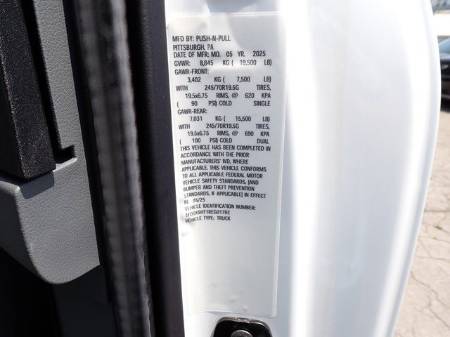 MFD BY: PUSH-N-PULL
PITTSBURGH, PA
DATE OF MFR: MO. 05 YR. 2025
GVWR: 8,845 KG ( 19,500 LB)
GAWR-FRONT:
3,402 KG ( 7,500 LB)
WITH 245/70R19.5G TIRES,
19.5x6.75 RIMS, @ 620 KPA
( 90 PSI) COLD SINGLE
GAWR-REAR:
7,031 KG ( 15,500 LB)
WITH 245/70R19.5G TIRES,
19.5x6.75 RIMS, @ 690 KPA
( 100 PSI) COLD DUAL
THIS VEHICLE HAS BEEN COMPLETED IN
ACCORDANCE WITH THE PRIOR
MANUFACTURERS' NO. WHERE
APPLICABLE. THIS VEHICLE CONFORMS
TO ALL APPLICABLE FEDERAL MOTOR
VEHICLE SAFETY STANDARDS, [AND
BUMPER AND THEFT PREVENTION
STANDARDS, IF APPLICABLE] IN EFFECT
IN
VEHICLE IDENTIFICATION NUMBER:
VEHICLE TYPE: TRUCK